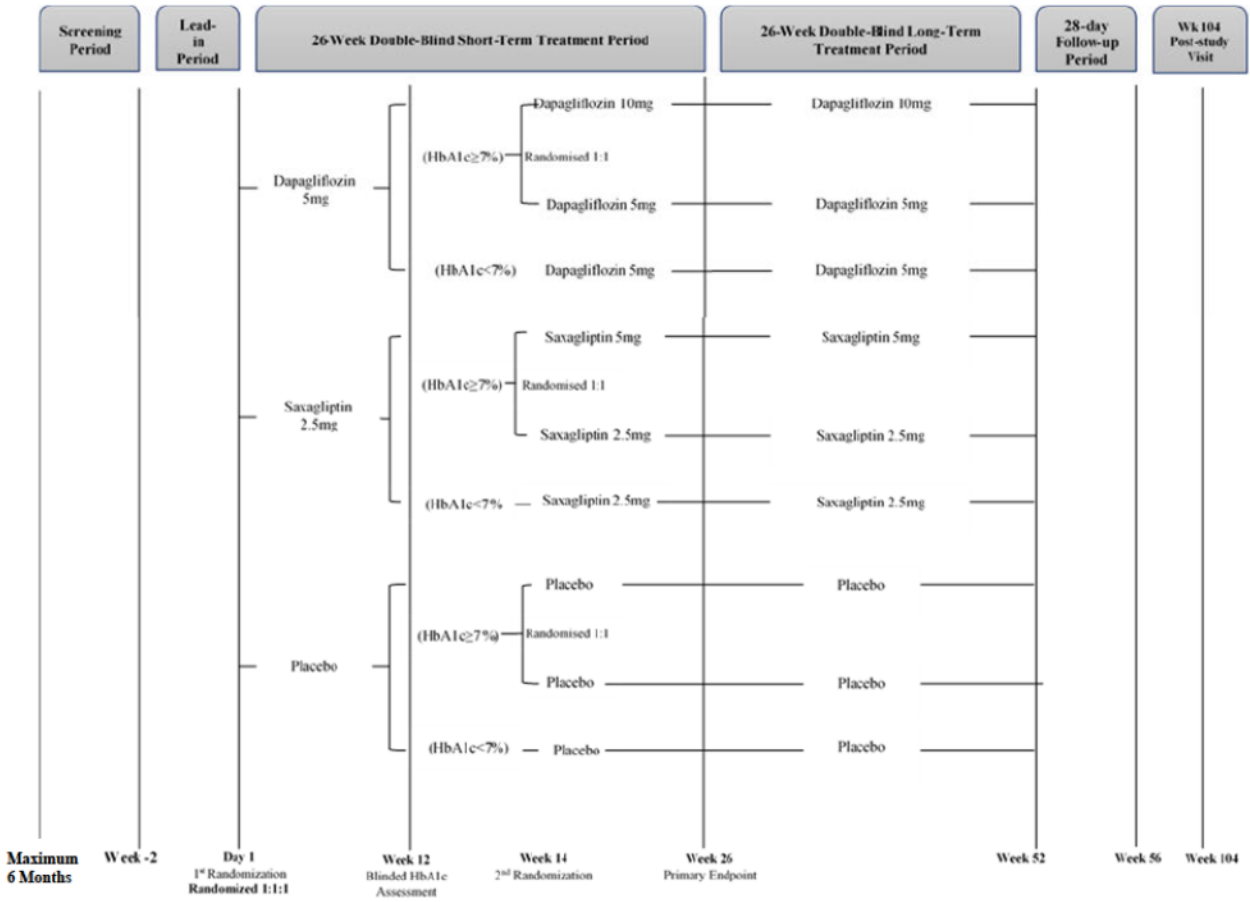 Screening
Period
Lead-
in
Period
26-Week Double-Blind Short-Term Treatment Period
26-Week Double-Blind Long-Term
Treatment Period
28-day
Follow-up
Period
Wk 104
Post-study
Visit
Dapagliflozin 10mg
Dapagliflozin 10mg
(HbA1c≥7%)
Randomised 1:1
Dapagliflozin
5mg
Dapagliflozin 5mg
Dapagliflozin 5mg
(HbA1c<7%)
Dapagliflozin 5mg
Dapagliflozin 5mg
Saxagliptin 5mg
Saxagliptin 5mg
(HbA1c≥7%)
Randomised 1:1
Saxagliptin
2.5mg
Saxagliptin 2.5mg
Saxagliptin 2.5mg
(HbA1c<7%
Saxagliptin 2.5mg
Saxagliptin 2.5mg
Placebo
Placebo
(HbA1c≥7%)
Randomised 1:1
Placebo
Placebo
Placebo
(HbA1c<7%)
Placebo
Placebo
Maximum
6 Months
Week -2
Day 1
1st Randomization
Randomized 1:1:1
Week 12
Blinded HbA1c
Assessment
Week 14
2nd Randomization
Week 26
Primary Endpoint
Week 52
Week 56
Week 104